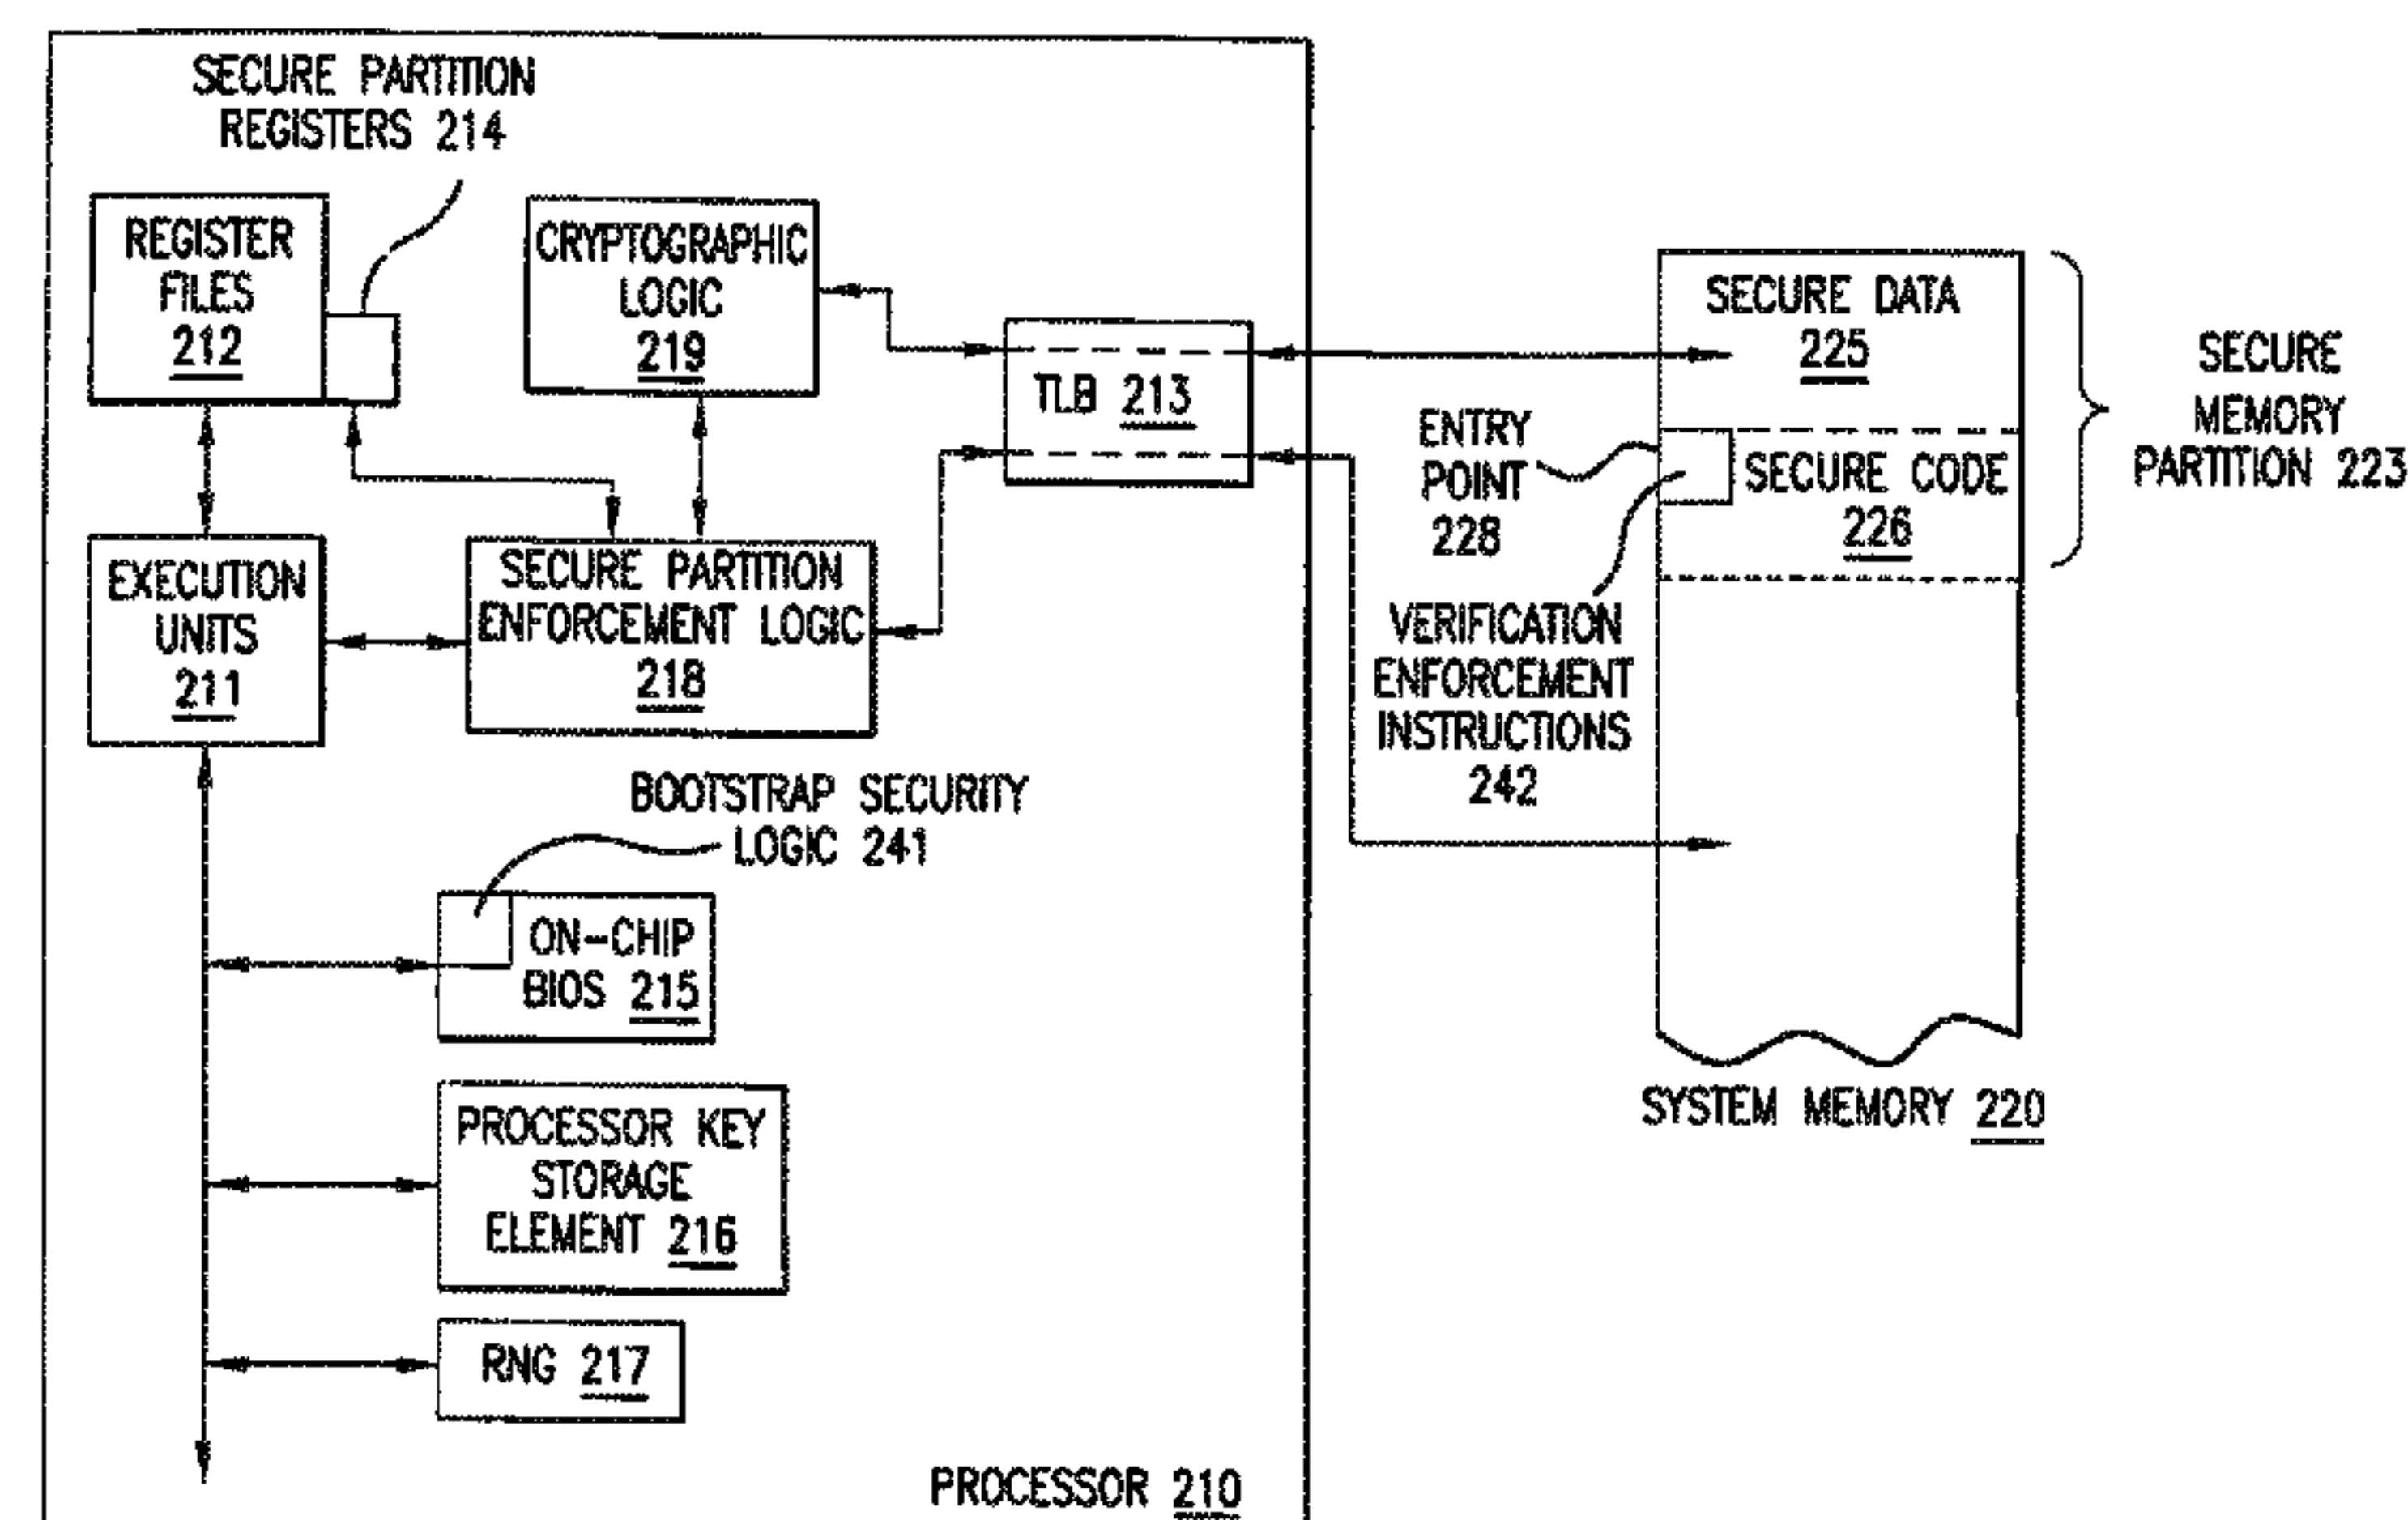 SECURE PARTITION
REGISTERS 214
REGISTER
FILES
212
CRYPTOGRAPHIC
LOGIC
219
TLB 213
EXECUTION
UNITS
211
SECURE PARTITION
ENFORCEMENT LOGIC
218
BOOTSTRAP SECURITY
LOGIC 241
ON-CHIP
BIOS 215
PROCESSOR KEY
STORAGE
ELEMENT 216
RNG 217
PROCESSOR 210
SECURE DATA
225
ENTRY
POINT
228
SECURE CODE
226
SECURE
MEMORY
PARTITION 223
VERIFICATION
ENFORCEMENT
INSTRUCTIONS
242
SYSTEM MEMORY 220